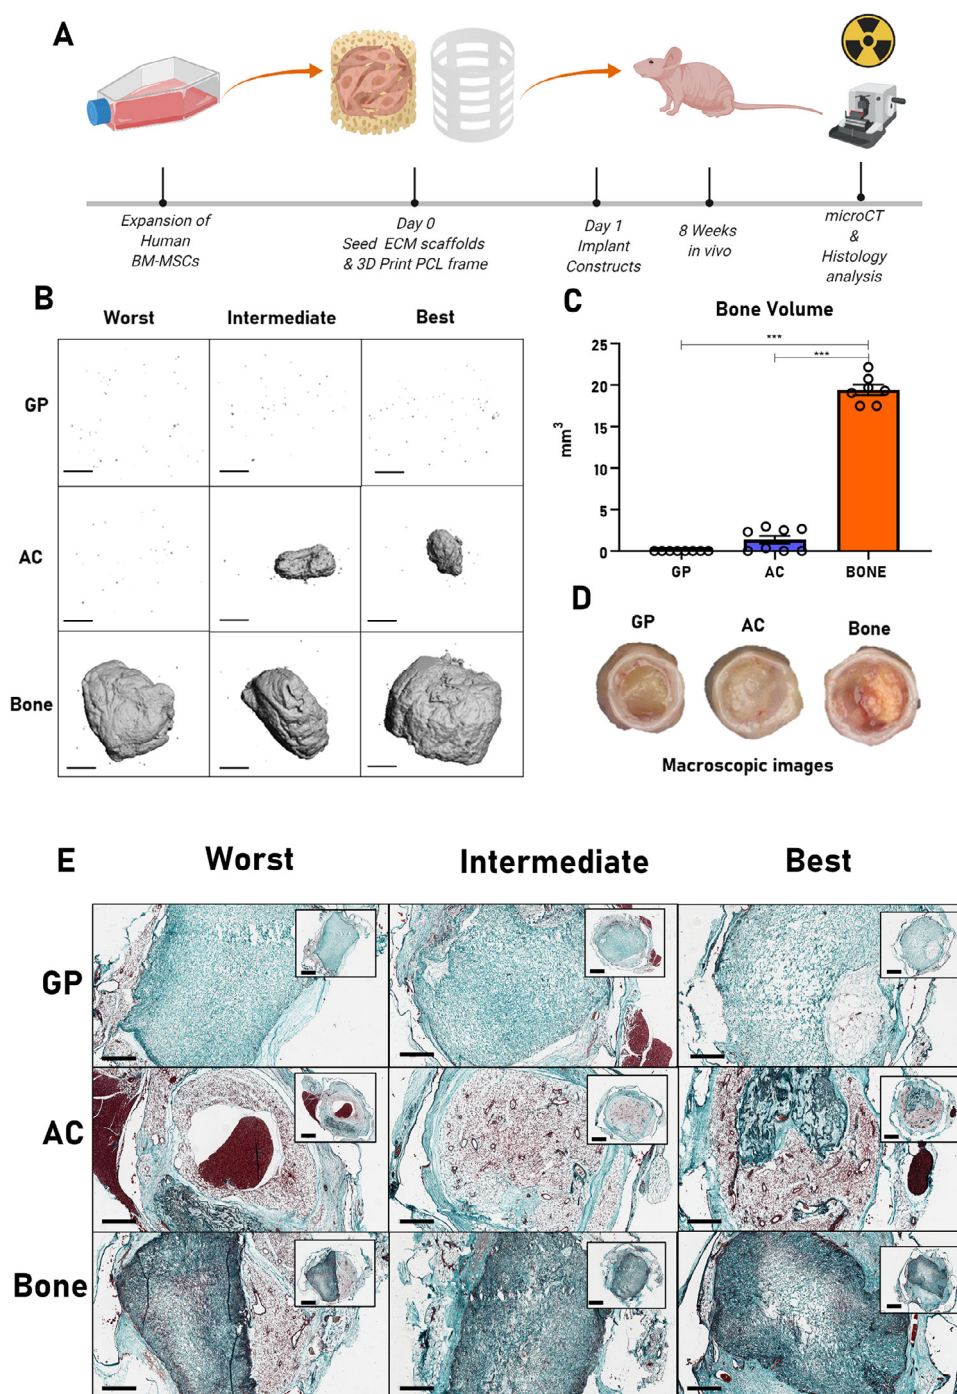 A
Expansion of
Human
BM-MSCs
Day 0
Seed ECM scaffolds
& 3D Print PCL frame
Day 1
Implant
Constructs
8 Weeks
in vivo
microCT
&
Histology
analysis
B
Worst
Intermediate
Best
GP
AC
Bone
C
Bone Volume
***
***
mm3
25
20
15
10
5
0
GP
AC
BONE
D
GP
AC
Bone
Macroscopic images
E
Worst
Intermediate
Best
GP
AC
Bone